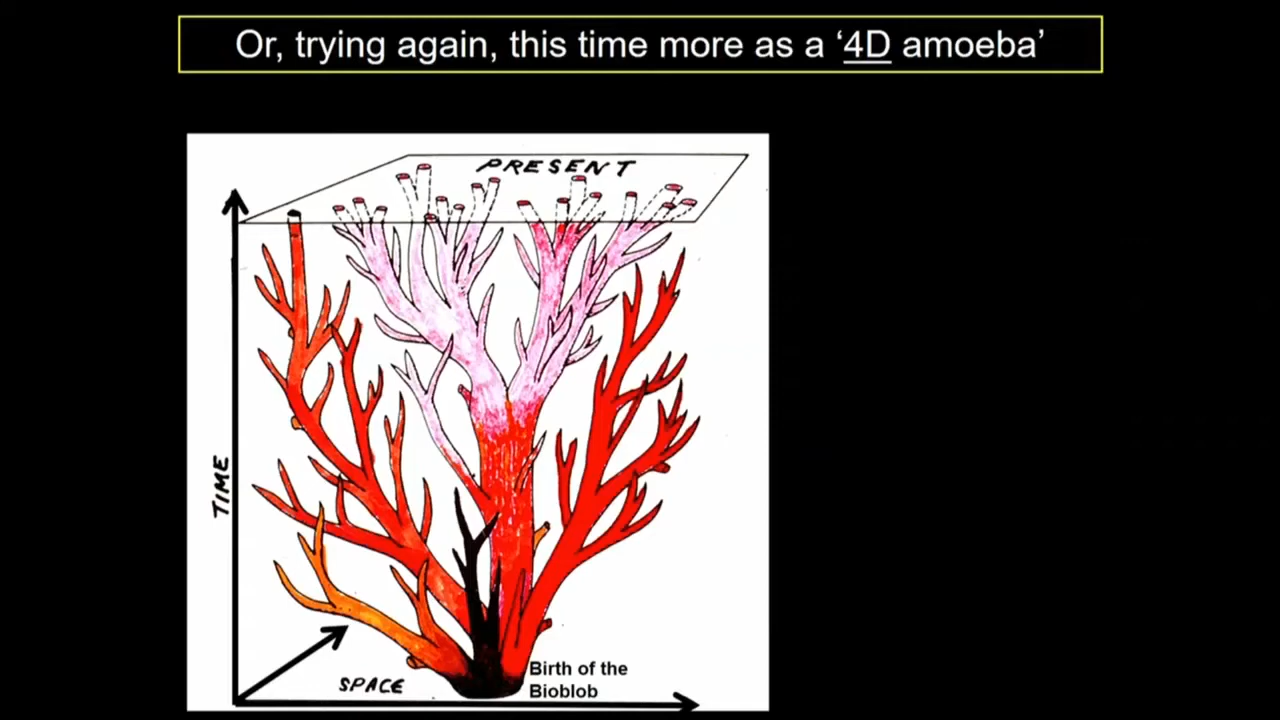 Or, trying again, this time more as a ‘4D amoeba’
PRESENT
TIME
SPACE
Birth of the
Bioblob